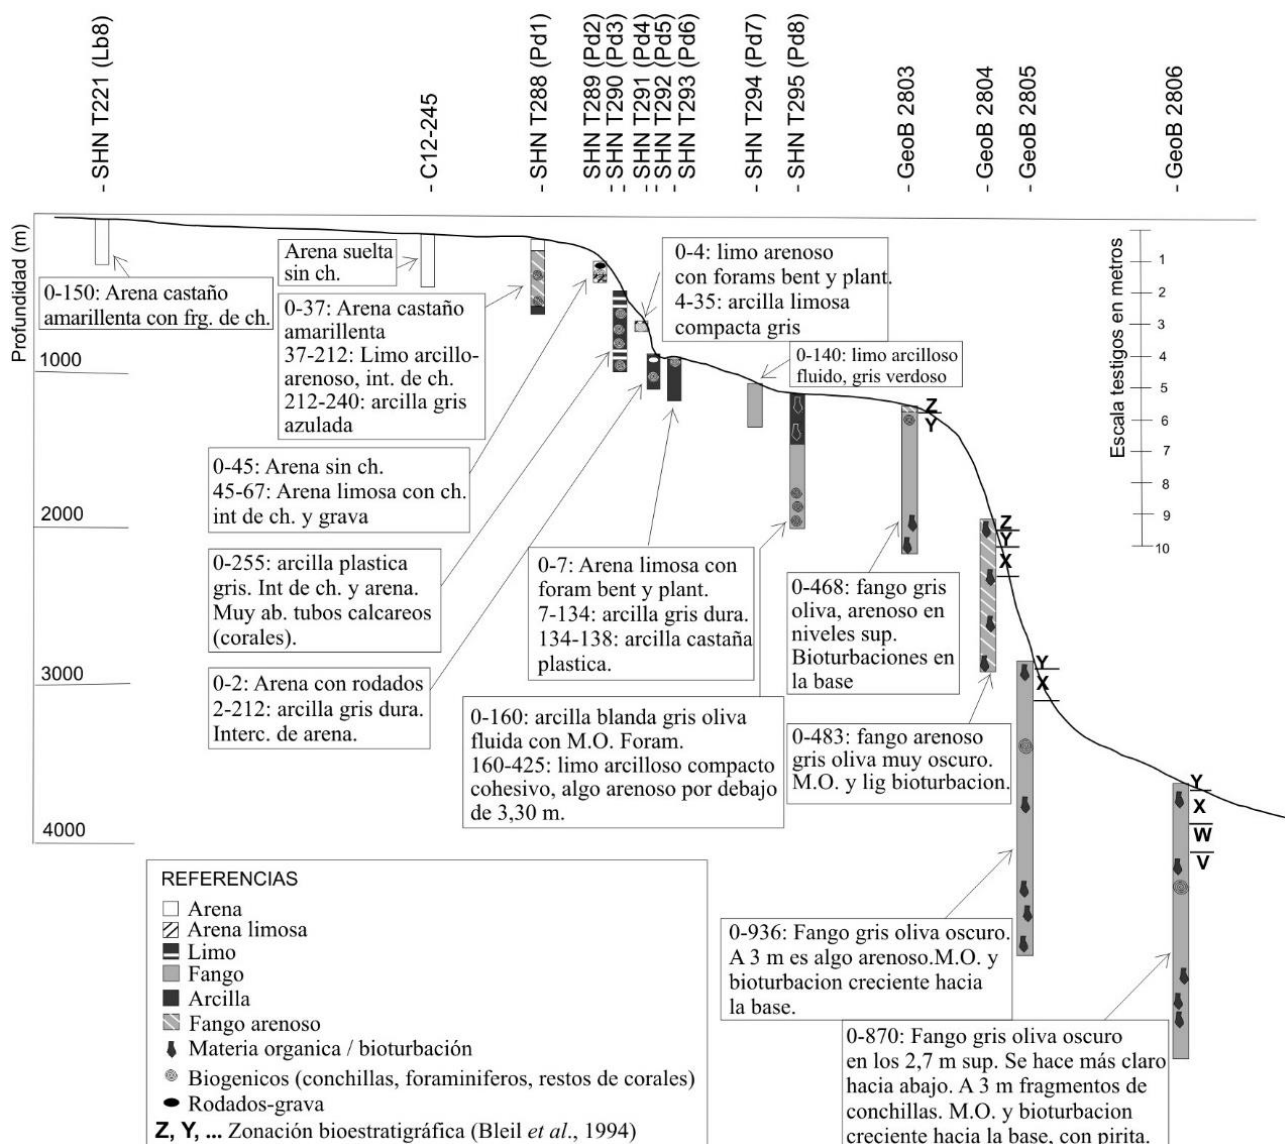 - SHN T221 (Lb8)
- C12-245
- SHN T288 (Pd1)
- SHN T289 (Pd2)
- SHN T290 (Pd3)
- SHN T291 (Pd4)
- SHN T292 (Pd5)
- SHN T293 (Pd6)
- SHN T294 (Pd7)
- SHN T295 (Pd8)
- GeoB 2803
- GeoB 2804
- GeoB 2805
- GeoB 2806
Profundidad (m)
1000
2000
3000
4000
Escala testigos en metros
1
2
3
4
5
6
7
8
9
10
0-150: Arena castaño
amarillenta con frg. de ch.
Arena suelta
sin ch.
0-37: Arena castaño
amarillenta
37-212: Limo arcillo-
arenoso, int. de ch.
212-240: arcilla gris
azulada
0-4: limo arenoso
con forams bent y plant.
4-35: arcilla limosa
compacta gris
0-140: limo arcilloso
fluido, gris verdoso
0-45: Arena sin ch.
45-67: Arena limosa con ch.
int de ch. y grava
0-255: arcilla plastica
gris. Int de ch. y arena.
Muy ab. tubos calcareos
(corales).
0-2: Arena con rodados
2-212: arcilla gris dura.
Interc. de arena.
0-7: Arena limosa con
foram bent y plant.
7-134: arcilla gris dura.
134-138: arcilla castaña
plastica.
0-160: arcilla blanda gris oliva
fluida con M.O. Foram.
160-425: limo arcilloso compacto
cohesivo, algo arenoso por debajo
de 3,30 m.
0-468: fango gris
oliva, arenoso en
niveles sup.
Bioturbaciones en
la base
0-483: fango arenoso
gris oliva muy oscuro.
M.O. y lig bioturbacion.
0-936: Fango gris oliva oscuro.
A 3 m es algo arenoso.M.O. y
bioturbacion creciente hacia
la base.
0-870: Fango gris oliva oscuro
en los 2,7 m sup. Se hace más claro
hacia abajo. A 3 m fragmentos de
conchillas. M.O. y bioturbacion
creciente hacia la base, con pirita.
Z
Y
Z
Y
X
Y
X
Y
X
W
V
REFERENCIAS
Arena
Arena limosa
Limo
Fango
Arcilla
Fango arenoso
Materia organica / bioturbación
Biogenicos (conchillas, foraminiferos, restos de corales)
Rodados-grava
Z, Y, ... Zonación bioestratigráfica (Bleil et al., 1994)